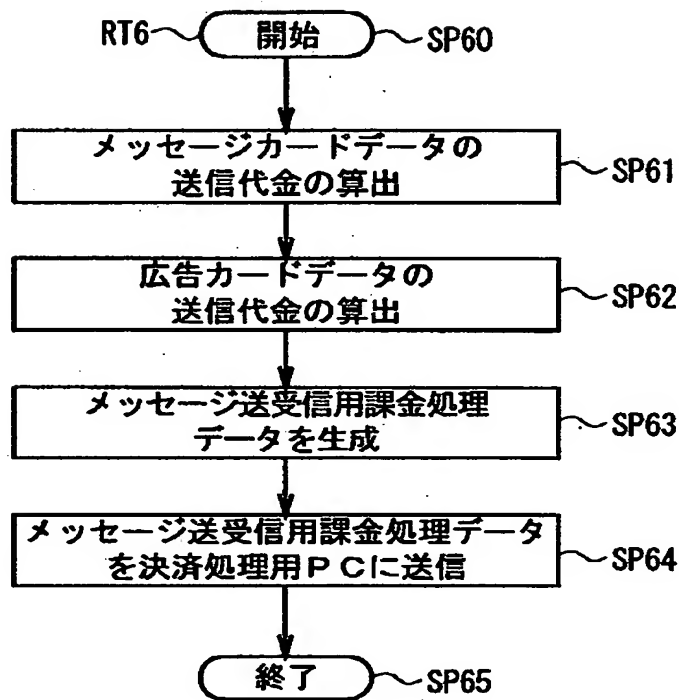 RT6 開始 SP60
メッセージカードデータの
送信代金の算出 SP61
広告カードデータの
送信代金の算出 SP62
メッセージ送受信用課金処理
データを生成 SP63
メッセージ送受信用課金処理データ
を決済処理用PCに送信 SP64
終了 SP65